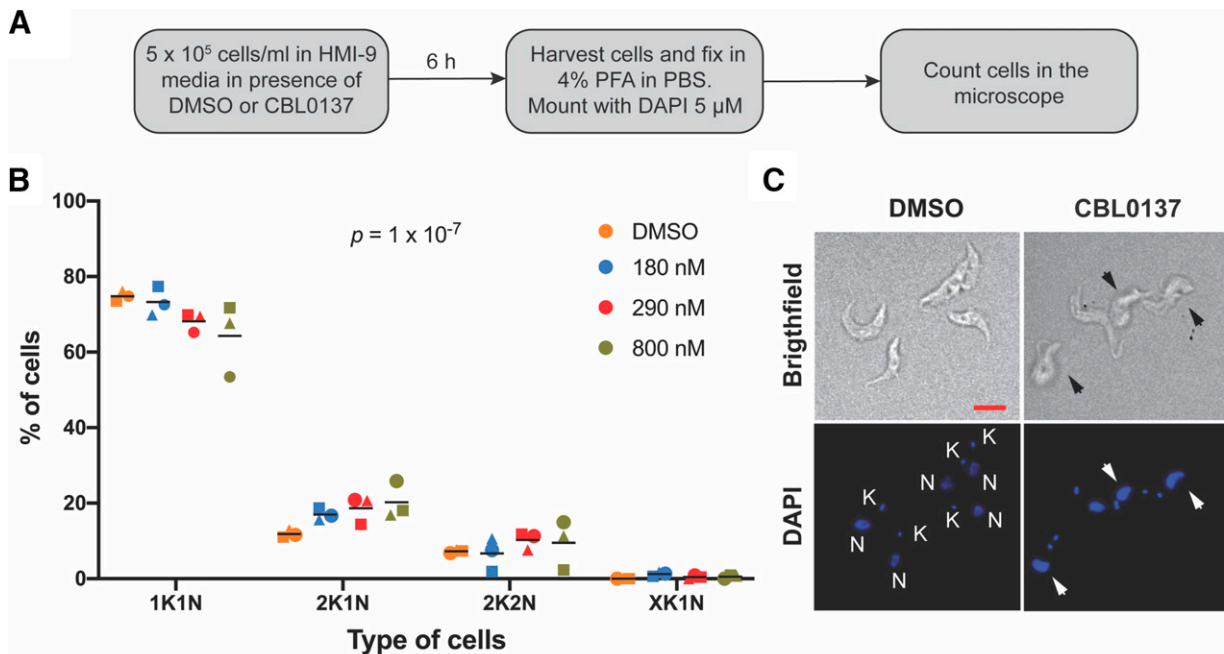 A
5 x 10⁵ cells/ml in HMI-9
media in presence of
DMSO or CBL0137
6 h
Harvest cells and fix in
4% PFA in PBS.
Mount with DAPI 5 µM
Count cells in the
microscope
B
% of cells
100
80
60
40
20
0
p = 1 x 10⁻⁷
DMSO
180 nM
290 nM
800 nM
1K1N
2K1N
2K2N
XK1N
Type of cells
C
DMSO
CBL0137
Brigthfield
DAPI
K
K
N
N
K
K
K
N
N
N